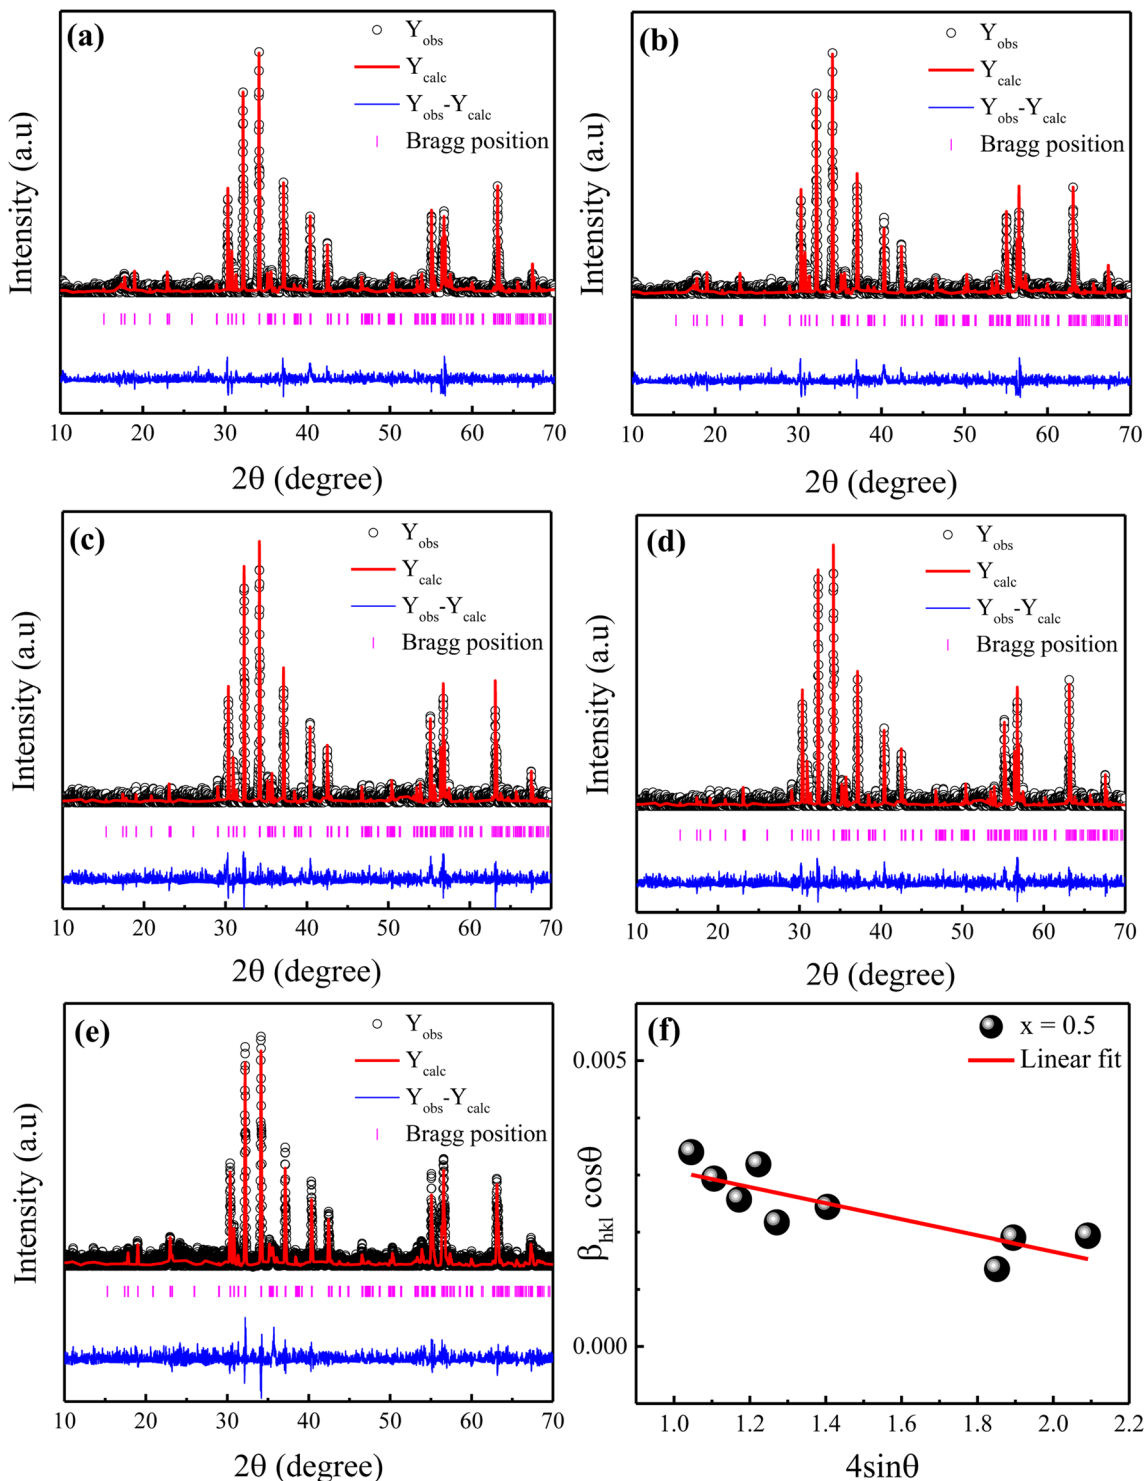 (a)
Y_obs
Y_calc
Y_obs-Y_calc
Bragg position
Intensity (a.u)
10 20 30 40 50 60 70
2θ (degree)
(b)
Y_obs
Y_calc
Y_obs-Y_calc
Bragg position
Intensity (a.u)
10 20 30 40 50 60 70
2θ (degree)
(c)
Y_obs
Y_calc
Y_obs-Y_calc
Bragg position
Intensity (a.u)
10 20 30 40 50 60 70
2θ (degree)
(d)
Y_obs
Y_calc
Y_obs-Y_calc
Bragg position
Intensity (a.u)
10 20 30 40 50 60 70
2θ (degree)
(e)
Y_obs
Y_calc
Y_obs-Y_calc
Bragg position
Intensity (a.u)
10 20 30 40 50 60 70
2θ (degree)
(f)
x = 0.5
Linear fit
0.005
β_hkl cosθ
0.000
1.0 1.2 1.4 1.6 1.8 2.0 2.2
4sinθ